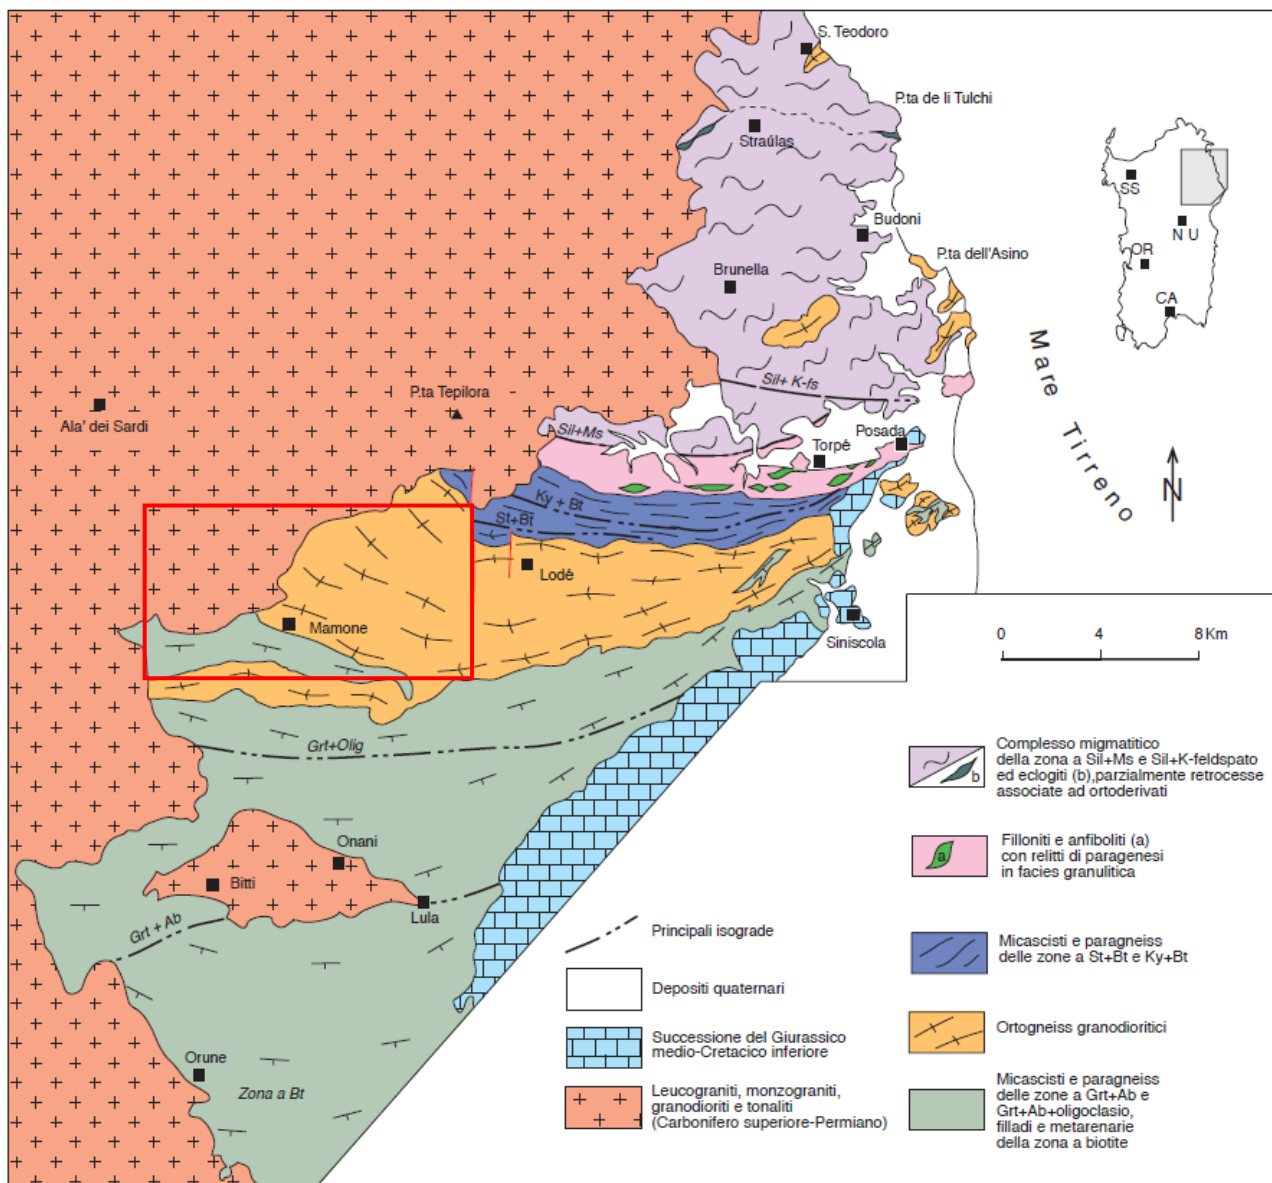 S. Teodoro
P.ta de li Tulchi
Straúlas
Budoni
P.ta dell'Asino
Brunella
SS
N U
OR
CA
Mare Tirreno
Sil+ K-fs
P.ta Tepilora
Ala' dei Sardi
Sil+Ms
Posada
Torpé
Ky + Bt
N
St+Bt
Lodé
Mamone
Siniscola
0 4 8 Km
Grt+Olig
Onani
Bitti
Lula
Grt + Ab
Orune
Zona a Bt
Principali isograde
Depositi quaternari
Successione del Giurassico
medio-Cretacico inferiore
Leucograniti, monzograniti,
granodioriti e tonaliti
(Carbonifero superiore-Permiano)
b
Complesso migmatitico
della zona a Sil+Ms e Sil+K-feldspato
ed eclogiti (b),parzialmente retrocesse
associate ad ortoderivati
a
Filloniti e anfiboliti (a)
con relitti di paragenesi
in facies granulitica
Micascisti e paragneiss
delle zone a St+Bt e Ky+Bt
Ortogneiss granodioritici
Micascisti e paragneiss
delle zone a Grt+Ab e
Grt+Ab+oligoclasio,
filladi e metarenarie
della zona a biotite